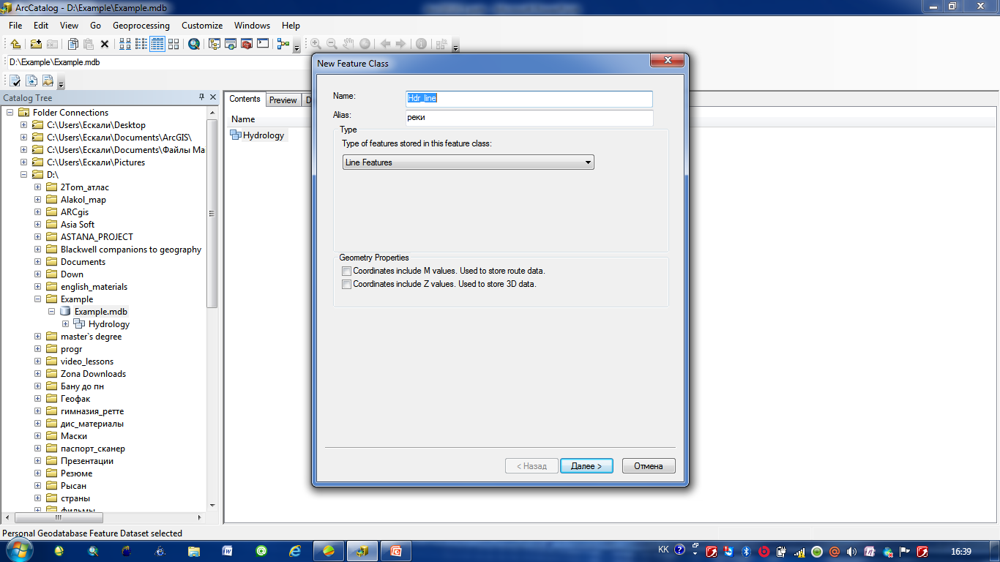 ArcCatalog - D:\Example\Example.mdb
File Edit View Go Geoprocessing Customize Windows Help
D:\Example\Example.mdb
Catalog Tree
Folder Connections
C:\Users\Ескали\Desktop
C:\Users\Ескали\Documents\ArcGIS\
C:\Users\Ескали\Documents\Файлы Ma
C:\Users\Ескали\Pictures
D:\
2Tom_атлас
Alakol_map
ARCgis
Asia Soft
ASTANA_PROJECT
Blackwell companions to geography
Documents
Down
english_materials
Example
Example.mdb
Hydrology
master`s degree
progr
video_lessons
Zona Downloads
Бану до пн
Геофак
гимназия_ретте
дис_материалы
Маски
паспорт_сканер
Презентации
Резюме
Рысан
страны
фильмы
Contents Preview D
Name
Hydrology
New Feature Class
Name: Hdr_line
Alias: реки
Type
Type of features stored in this feature class:
Line Features
Geometry Properties
Coordinates include M values. Used to store route data.
Coordinates include Z values. Used to store 3D data.
< Назад Далее > Отмена
Personal Geodatabase Feature Dataset selected
KK 16:39